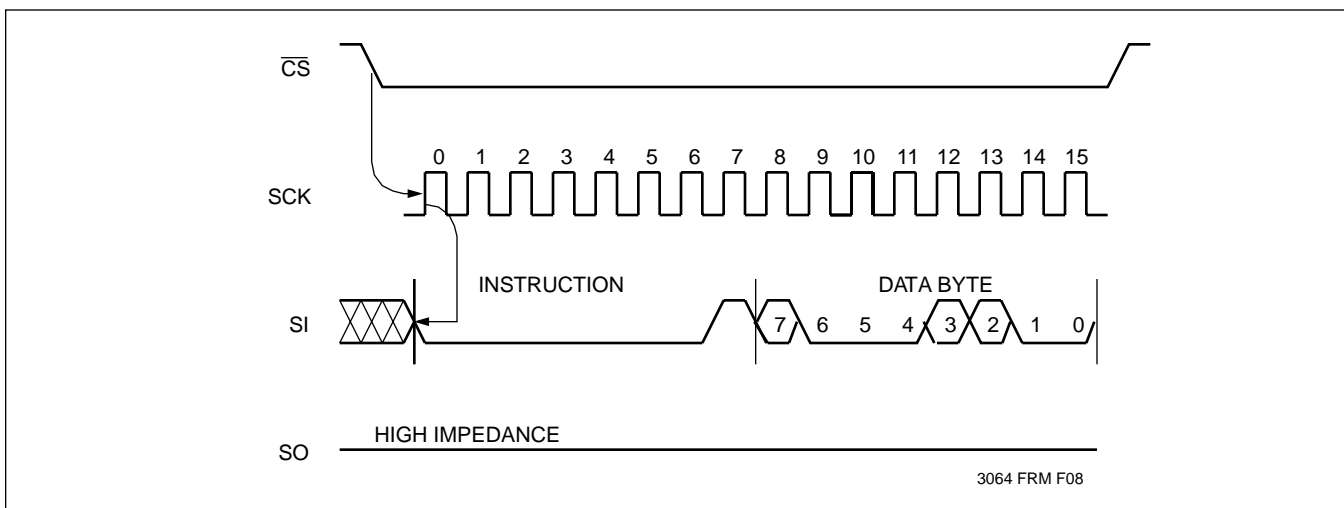 CS
0 1 2 3 4 5 6 7 8 9 10 11 12 13 14 15
SCK
INSTRUCTION DATA BYTE
SI 7 6 5 4 3 2 1 0
HIGH IMPEDANCE
SO
3064 FRM F08